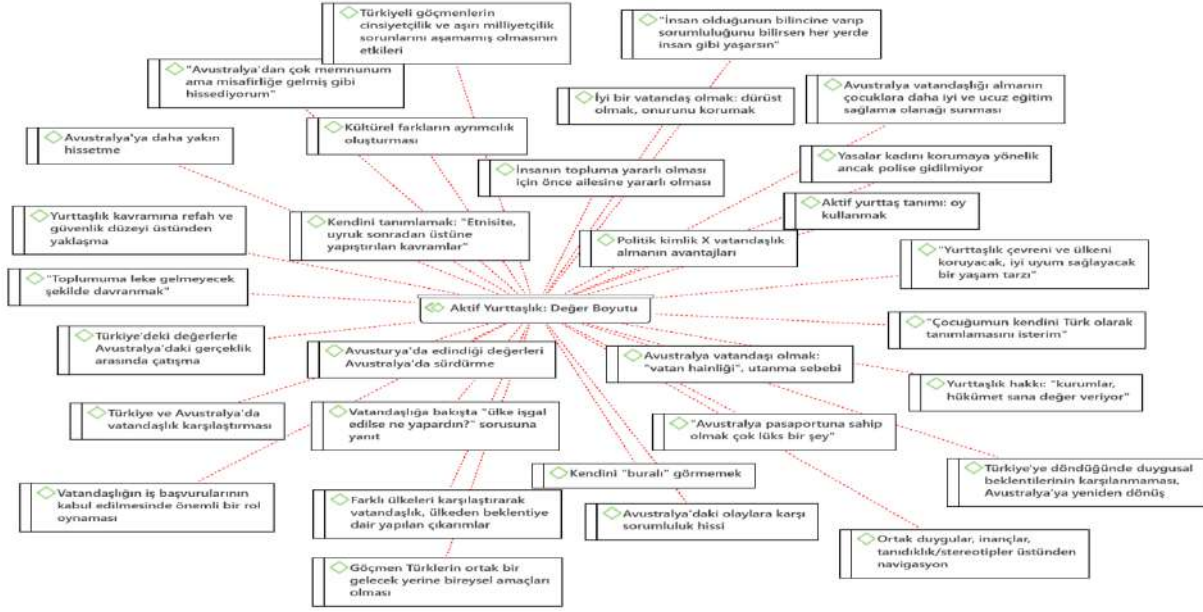 Türkiyeli göçmenlerin
cinsiyetçilik ve aşırı milliyetçilik
sorunlarını aşamamış olmasının
etkileri
"İnsan olduğunun bilincine varıp
sorumluluğunu bilirsen her yerde
insan gibi yaşarsın"
"Avustralya'dan çok memnunum
ama misafirliğe gelmiş gibi
hissediyorum"
İyi bir vatandaş olmak: dürüst
olmak, onurunu korumak
Avustralya vatandaşlığı almanın
çocuklara daha iyi ve ucuz eğitim
sağlama olanağı sunması
Avustralya'ya daha yakın
hissetme
Kültürel farkların ayrımcılık
oluşturması
İnsanın topluma yararlı olması
için önce ailesine yararlı olması
Yasalar kadını korumaya yönelik
ancak polise gidilmiyor
Aktif yurttaş tanımı: oy
kullanmak
Yurttaşlık kavramına refah ve
güvenlik düzeyi üstünden
yaklaşma
Kendini tanımlamak: "Etnisite,
uyruk sonradan üstüne
yapıştırılan kavramlar"
Politik kimlik X vatandaşlık
almanın avantajları
"Yurttaşlık çevreni ve ülkeni
koruyacak, iyi uyum sağlayacak
bir yaşam tarzı"
"Toplumuma leke gelmeyecek
şekilde davranmak"
Aktif Yurttaşlık: Değer Boyutu
"Çocuğumun kendini Türk olarak
tanımlamasını isterim"
Türkiye'deki değerlerle
Avustralya'daki gerçeklik
arasında çatışma
Avusturya'da edindiği değerleri
Avustralya'da sürdürme
Avustralya vatandaşı olmak:
"vatan hainliği", utanma sebebi
Yurttaşlık hakkı: "kurumlar,
hükümet sana değer veriyor"
Türkiye ve Avustralya'da
vatandaşlık karşılaştırması
Vatandaşlığa bakışta "ülke işgal
edilse ne yapardın?" sorusuna
yanıt
"Avustralya pasaportuna sahip
olmak çok lüks bir şey"
Kendini "buralı" görmemek
Türkiye'ye döndüğünde duygusal
beklentilerinin karşılanmaması,
Avustralya'ya yeniden dönüş
Vatandaşlığın iş başvurularının
kabul edilmesinde önemli bir rol
oynaması
Farklı ülkeleri karşılaştırarak
vatandaşlık, ülkeden beklentiye
dair yapılan çıkarımlar
Avustralya'daki olaylara karşı
sorumluluk hissi
Ortak duygular, inançlar,
tanıdıklık/stereotipler üstünden
navigasyon
Göçmen Türklerin ortak bir
gelecek yerine bireysel amaçları
olması